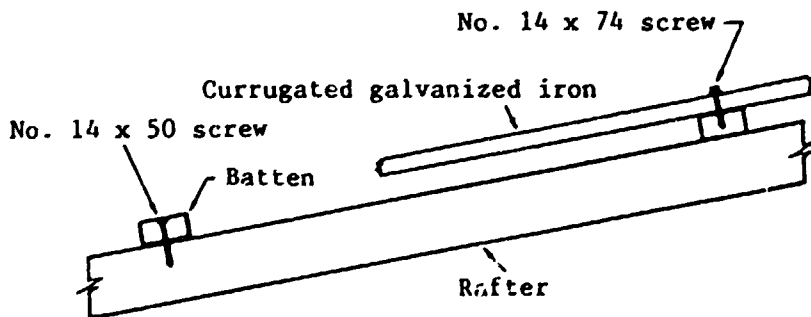 No. 14 x 74 screw
Currugated galvanized iron
No. 14 x 50 screw
Batten
Rafter